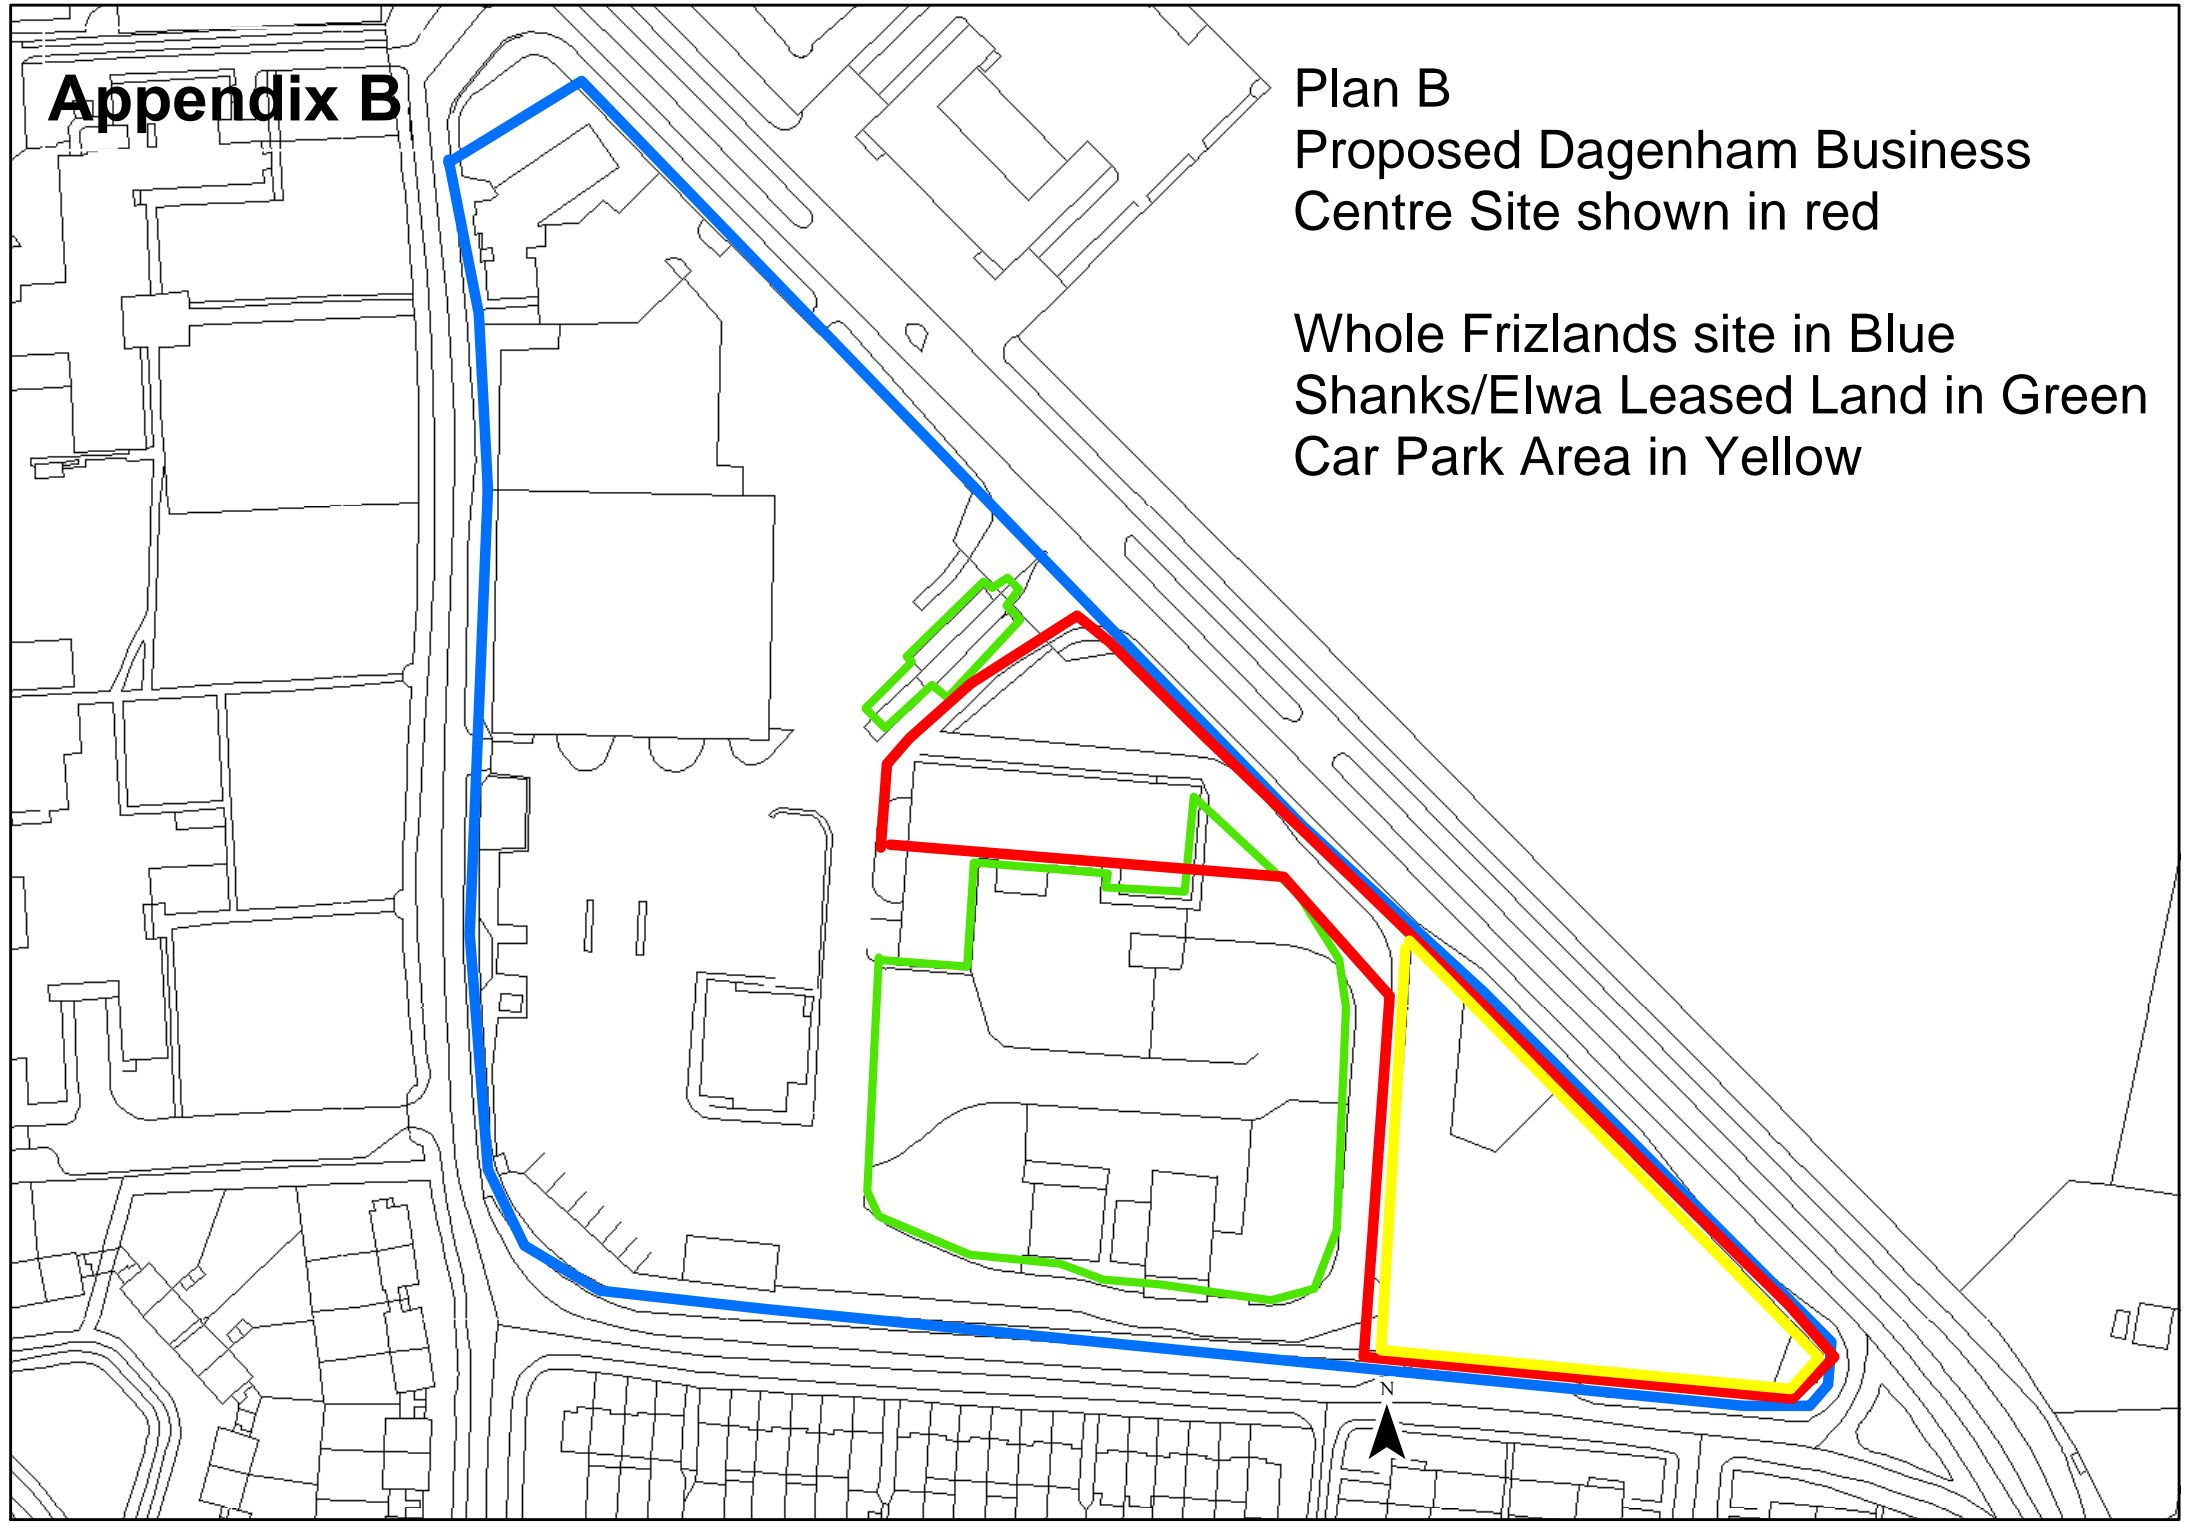 Appendix B
Plan B
Proposed Dagenham Business
Centre Site shown in red
Whole Frizlands site in Blue
Shanks/Elwa Leased Land in Green
Car Park Area in Yellow
N